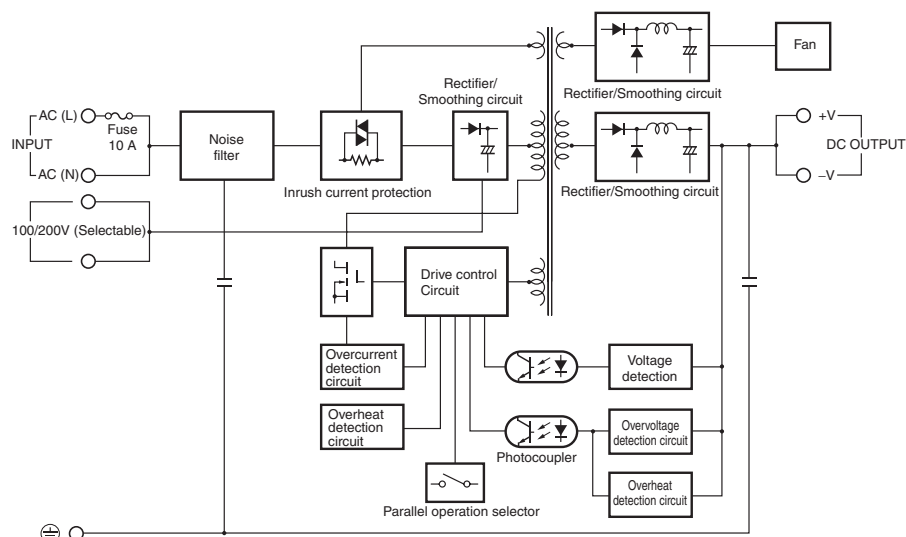 Fan
Rectifier/Smoothing circuit
Rectifier/
Smoothing circuit
AC (L)
Fuse
10 A
INPUT
AC (N)
Noise
filter
Inrush current protection
Rectifier/Smoothing circuit
+V
DC OUTPUT
–V
100/200V (Selectable)
Drive control
Circuit
Overcurrent
detection
circuit
Voltage
detection
Overheat
detection
circuit
Overvoltage
detection circuit
Photocoupler
Overheat
detection circuit
Parallel operation selector